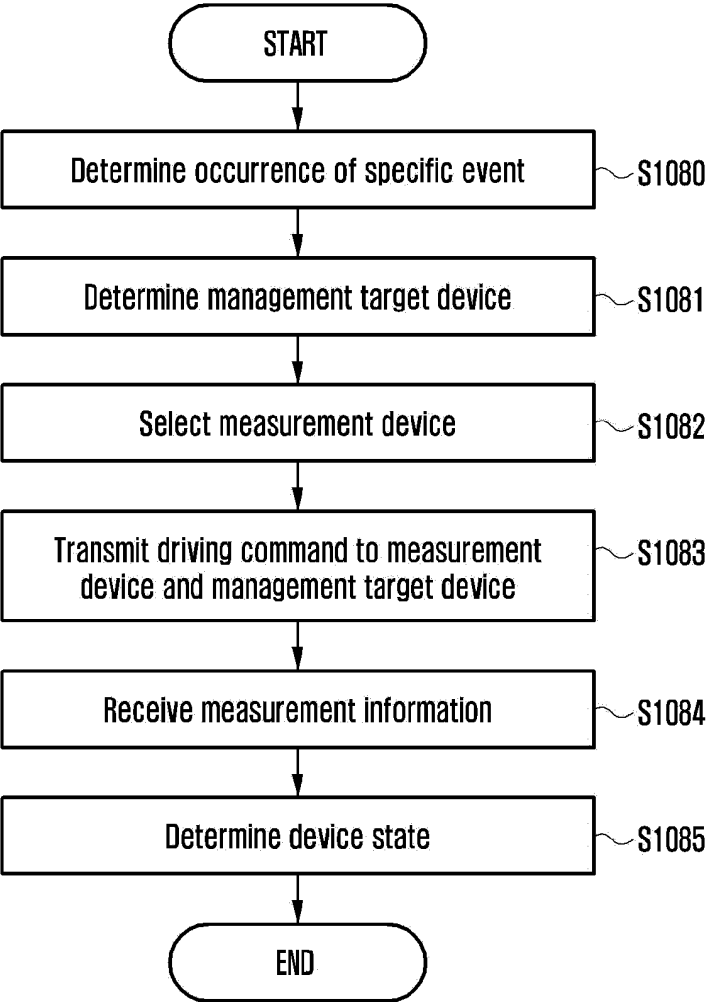 START
Determine occurrence of specific event
S1080
Determine management target device
S1081
Select measurement device
S1082
Transmit driving command to measurement
device and management target device
S1083
Receive measurement information
S1084
Determine device state
S1085
END